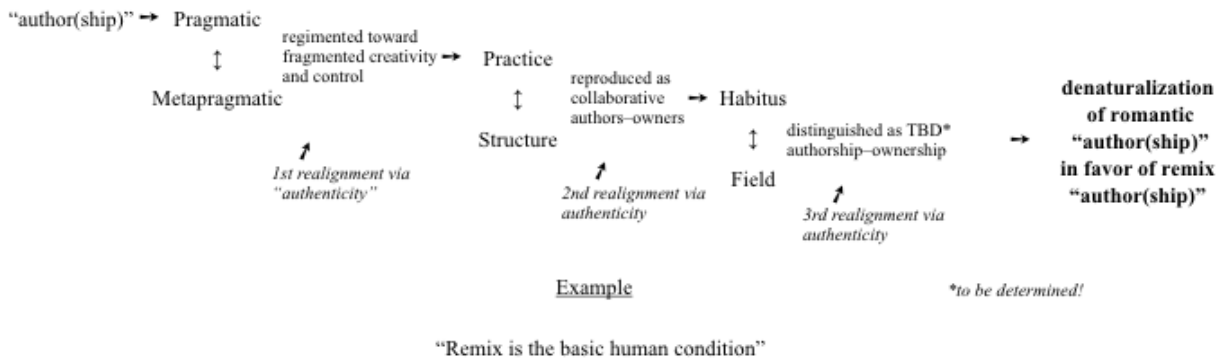 “author(ship)” ➙ Pragmatic
↕
Metapragmatic
regimented toward
fragmented creativity ➙
and control
1st realignment via
“authenticity”
Practice
↕
Structure
reproduced as
collaborative ➙
authors–owners
2nd realignment via
authenticity
Habitus
↕
Field
distinguished as TBD* ➙
authorship–ownership
3rd realignment via
authenticity
denaturalization
of romantic
“author(ship)”
in favor of remix
“author(ship)”
Example
*to be determined!
“Remix is the basic human condition”